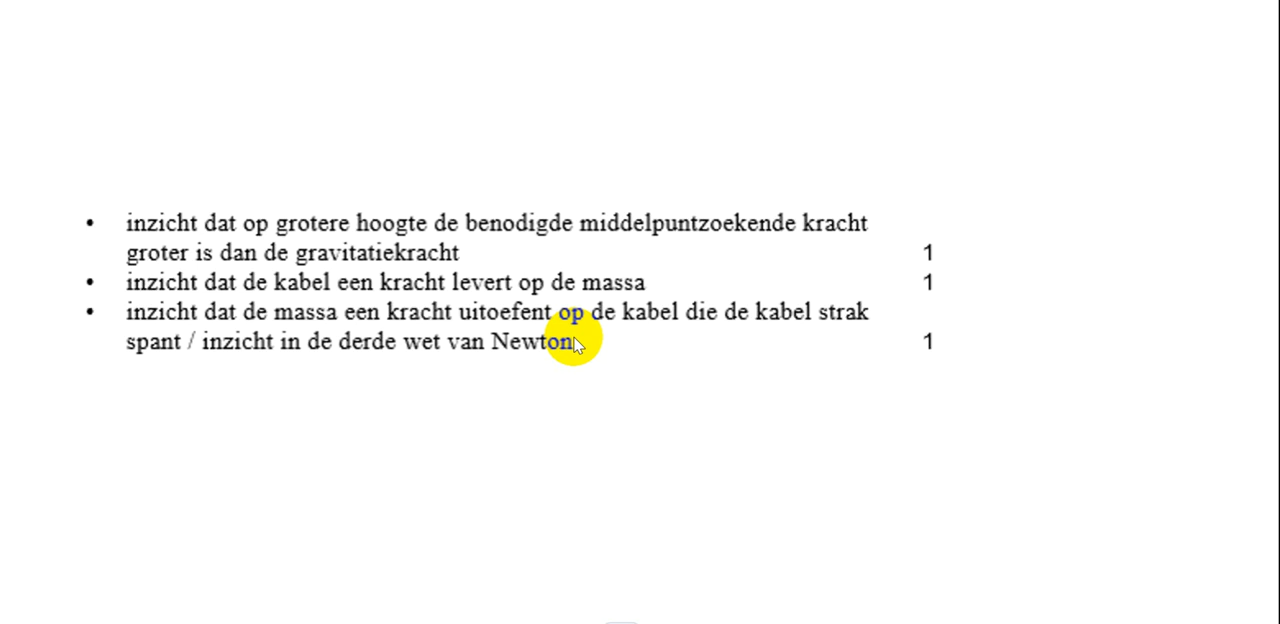 • inzicht dat op grotere hoogte de benodigde middelpuntzoekende kracht
groter is dan de gravitatiekracht 1
• inzicht dat de kabel een kracht levert op de massa 1
• inzicht dat de massa een kracht uitoefent op de kabel die de kabel strak
spant / inzicht in de derde wet van Newton 1